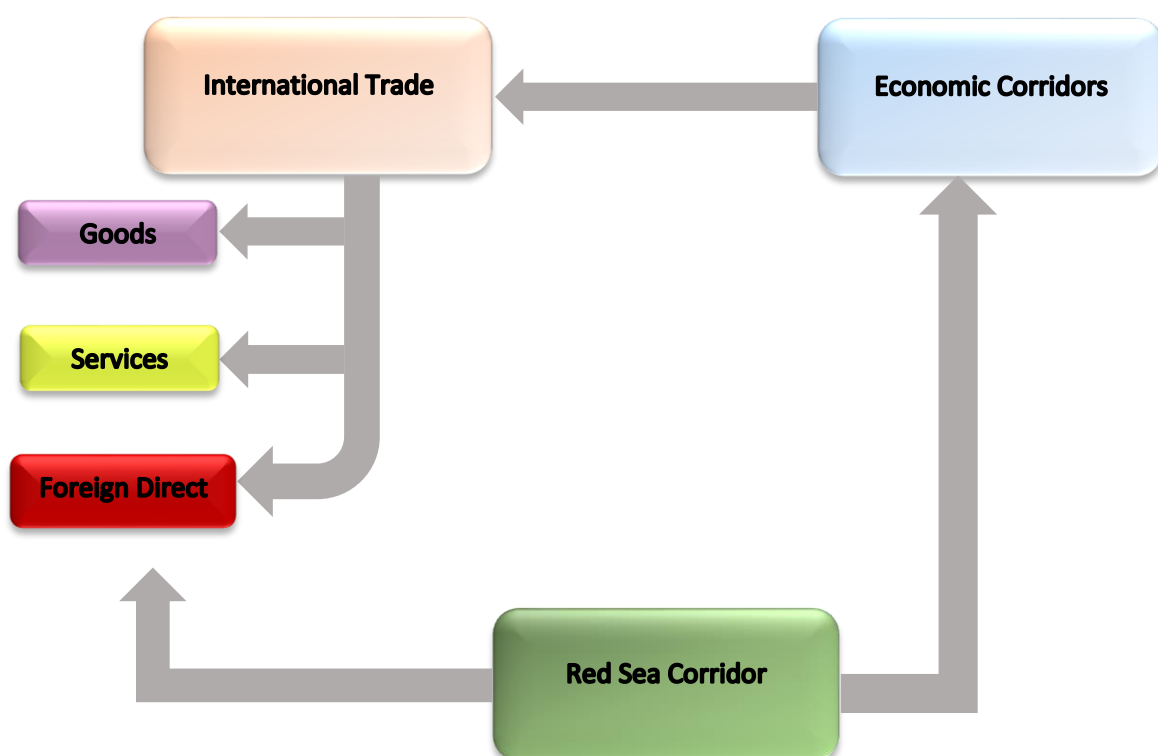 International Trade
Economic Corridors
Goods
Services
Foreign Direct
Red Sea Corridor